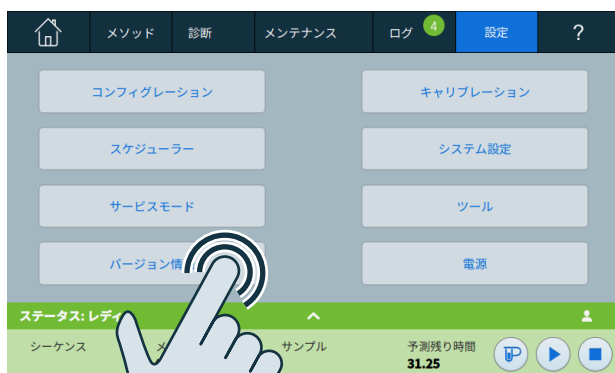 メソッド 診断 メンテナンス ログ 4 設定 ?
コンフィグレーション キャリブレーション
スケジューラー システム設定
サービスモード ツール
バージョン情 電源
ステータス: レディ
シーケンス メ サンプル 予測残り時間
31.25